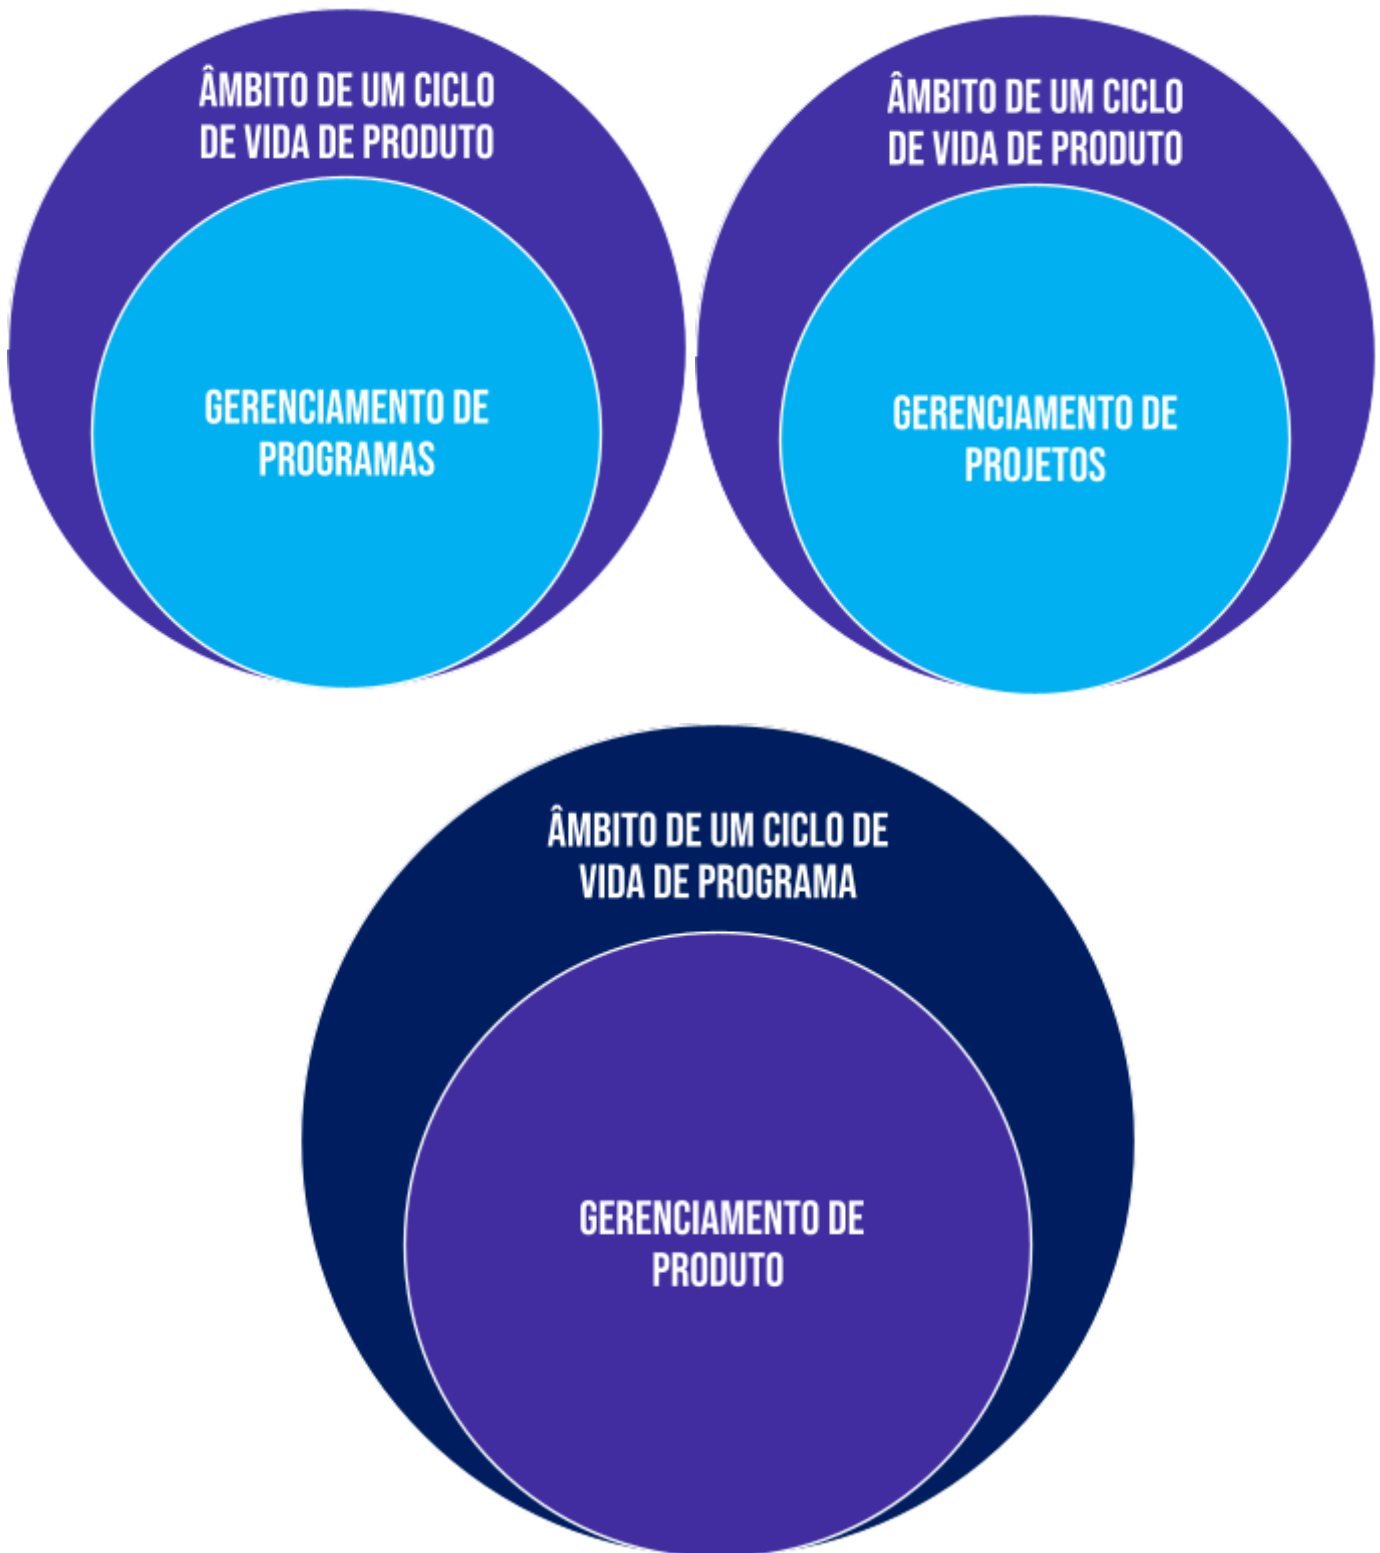 ÂMBITO DE UM CICLO
DE VIDA DE PRODUTO
GERENCIAMENTO DE
PROGRAMAS
ÂMBITO DE UM CICLO
DE VIDA DE PRODUTO
GERENCIAMENTO DE
PROJETOS
ÂMBITO DE UM CICLO DE
VIDA DE PROGRAMA
GERENCIAMENTO DE
PRODUTO